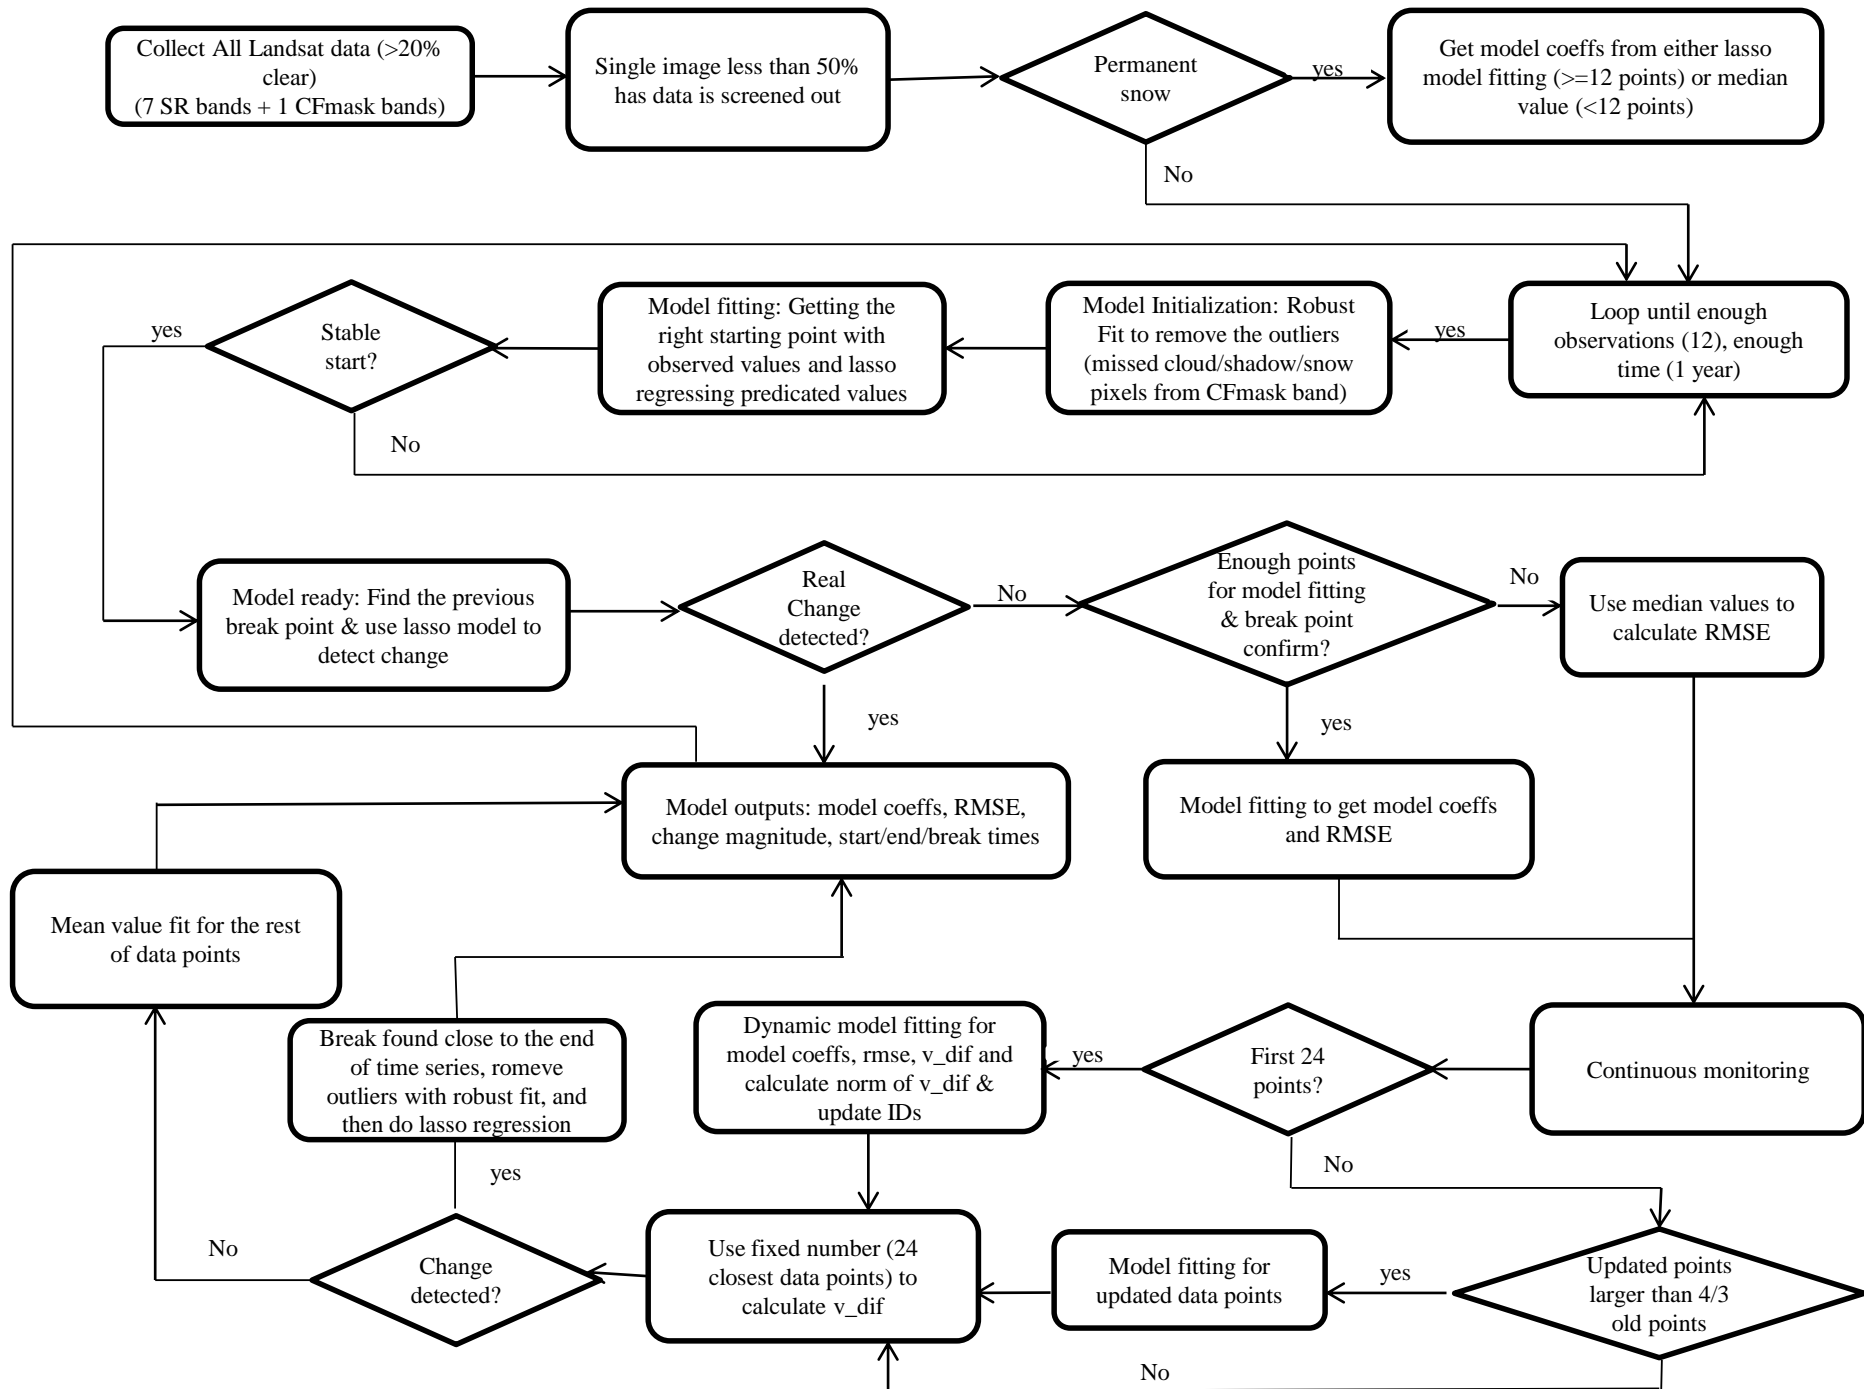 Collect All Landsat data (>20%
clear)
(7 SR bands + 1 CFmask bands)
Single image less than 50%
has data is screened out
Permanent
snow
yes
Get model coeffs from either lasso
model fitting (>=12 points) or median
value (<12 points)
No
yes
Stable
start?
Model fitting: Getting the
right starting point with
observed values and lasso
regressing predicated values
Model Initialization: Robust
Fit to remove the outliers
(missed cloud/shadow/snow
pixels from CFmask band)
yes
Loop until enough
observations (12), enough
time (1 year)
No
Model ready: Find the previous
break point & use lasso model to
detect change
Real
Change
detected?
No
Enough points
for model fitting
& break point
confirm?
No
Use median values to
calculate RMSE
yes
yes
Model outputs: model coeffs, RMSE,
change magnitude, start/end/break times
Model fitting to get model coeffs
and RMSE
Mean value fit for the rest
of data points
Break found close to the end
of time series, romeve
outliers with robust fit, and
then do lasso regression
Dynamic model fitting for
model coeffs, rmse, v_dif and
calculate norm of v_dif &
update IDs
yes
First 24
points?
Continuous monitoring
No
yes
No
Change
detected?
Use fixed number (24
closest data points) to
calculate v_dif
Model fitting for
updated data points
yes
Updated points
larger than 4/3
old points
No